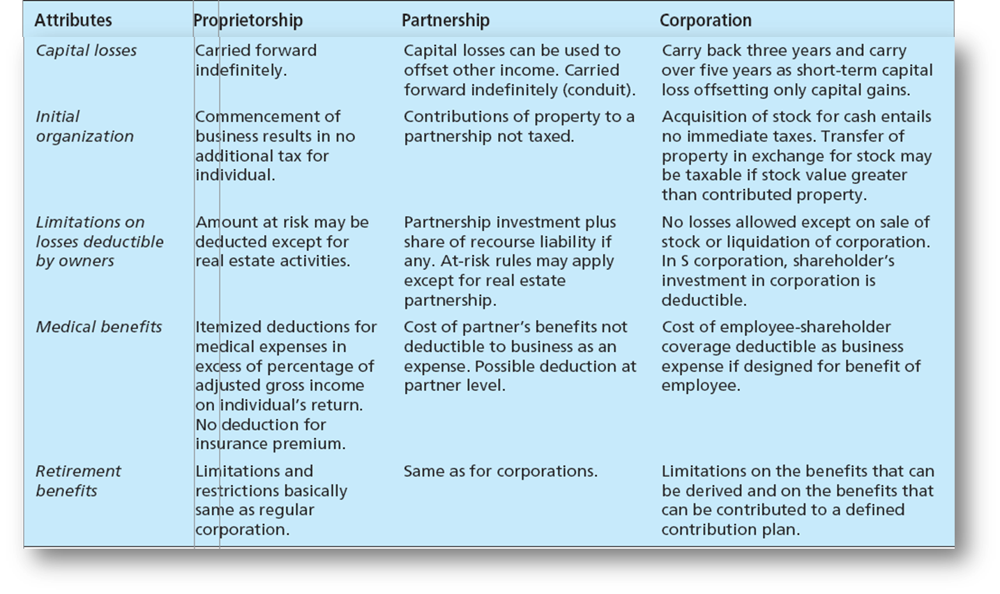 Attributes Proprietorship Partnership Corporation
Capital losses
Carried forward
indefinitely.
Capital losses can be used to
offset other income. Carried
forward indefinitely (conduit).
Carry back three years and carry
over five years as short-term capital
loss offsetting only capital gains.
Initial
organization
Commencement of
business results in no
additional tax for
individual.
Contributions of property to a
partnership not taxed.
Acquisition of stock for cash entails
no immediate taxes. Transfer of
property in exchange for stock may
be taxable if stock value greater
than contributed property.
Limitations on
losses deductible
by owners
Amount at risk may be
deducted except for
real estate activities.
Partnership investment plus
share of recourse liability if
any. At-risk rules may apply
except for real estate
partnership.
No losses allowed except on sale of
stock or liquidation of corporation.
In S corporation, shareholder's
investment in corporation is
deductible.
Medical benefits
Itemized deductions for
medical expenses in
excess of percentage of
adjusted gross income
on individual's return.
No deduction for
insurance premium.
Cost of partner's benefits not
deductible to business as an
expense. Possible deduction at
partner level.
Cost of employee-shareholder
coverage deductible as business
expense if designed for benefit of
employee.
Retirement
benefits
Limitations and
restrictions basically
same as regular
corporation.
Same as for corporations.
Limitations on the benefits that can
be derived and on the benefits that
can be contributed to a defined
contribution plan.